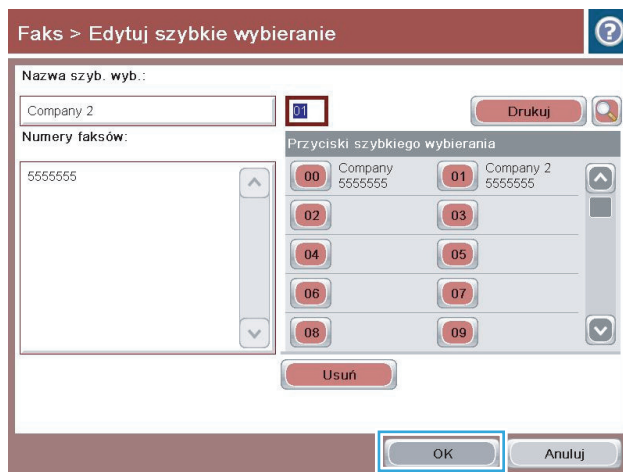 Faks > Edytuj szybkie wybieranie
?
Nazwa szyb. wyb.:
Company 2
01
Drukuj
Numery faksów:
5555555
Przyciski szybkiego wybierania
00 Company 5555555 01 Company 2 5555555
02 03
04 05
06 07
08 09
Usuń
OK Anuluj